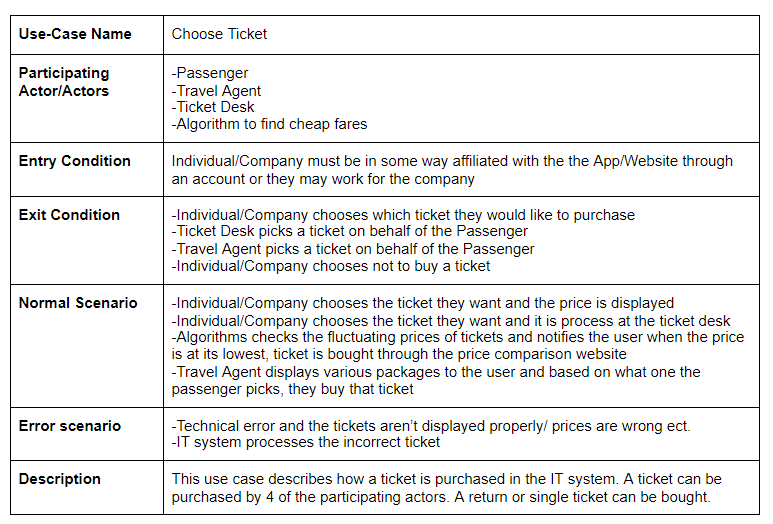 Use-Case Name
Choose Ticket
Participating
Actor/Actors
-Passenger
-Travel Agent
-Ticket Desk
-Algorithm to find cheap fares
Entry Condition
Individual/Company must be in some way affiliated with the the App/Website through
an account or they may work for the company
Exit Condition
-Individual/Company chooses which ticket they would like to purchase
-Ticket Desk picks a ticket on behalf of the Passenger
-Travel Agent picks a ticket on behalf of the Passenger
-Individual/Company chooses not to buy a ticket
Normal Scenario
-Individual/Company chooses the ticket they want and the price is displayed
-Individual/Company chooses the ticket they want and it is process at the ticket desk
-Algorithms checks the fluctuating prices of tickets and notifies the user when the price
is at its lowest, ticket is bought through the price comparison website
-Travel Agent displays various packages to the user and based on what one the
passenger picks, they buy that ticket
Error scenario
-Technical error and the tickets aren’t displayed properly/ prices are wrong ect.
-IT system processes the incorrect ticket
Description
This use case describes how a ticket is purchased in the IT system. A ticket can be
purchased by 4 of the participating actors. A return or single ticket can be bought.